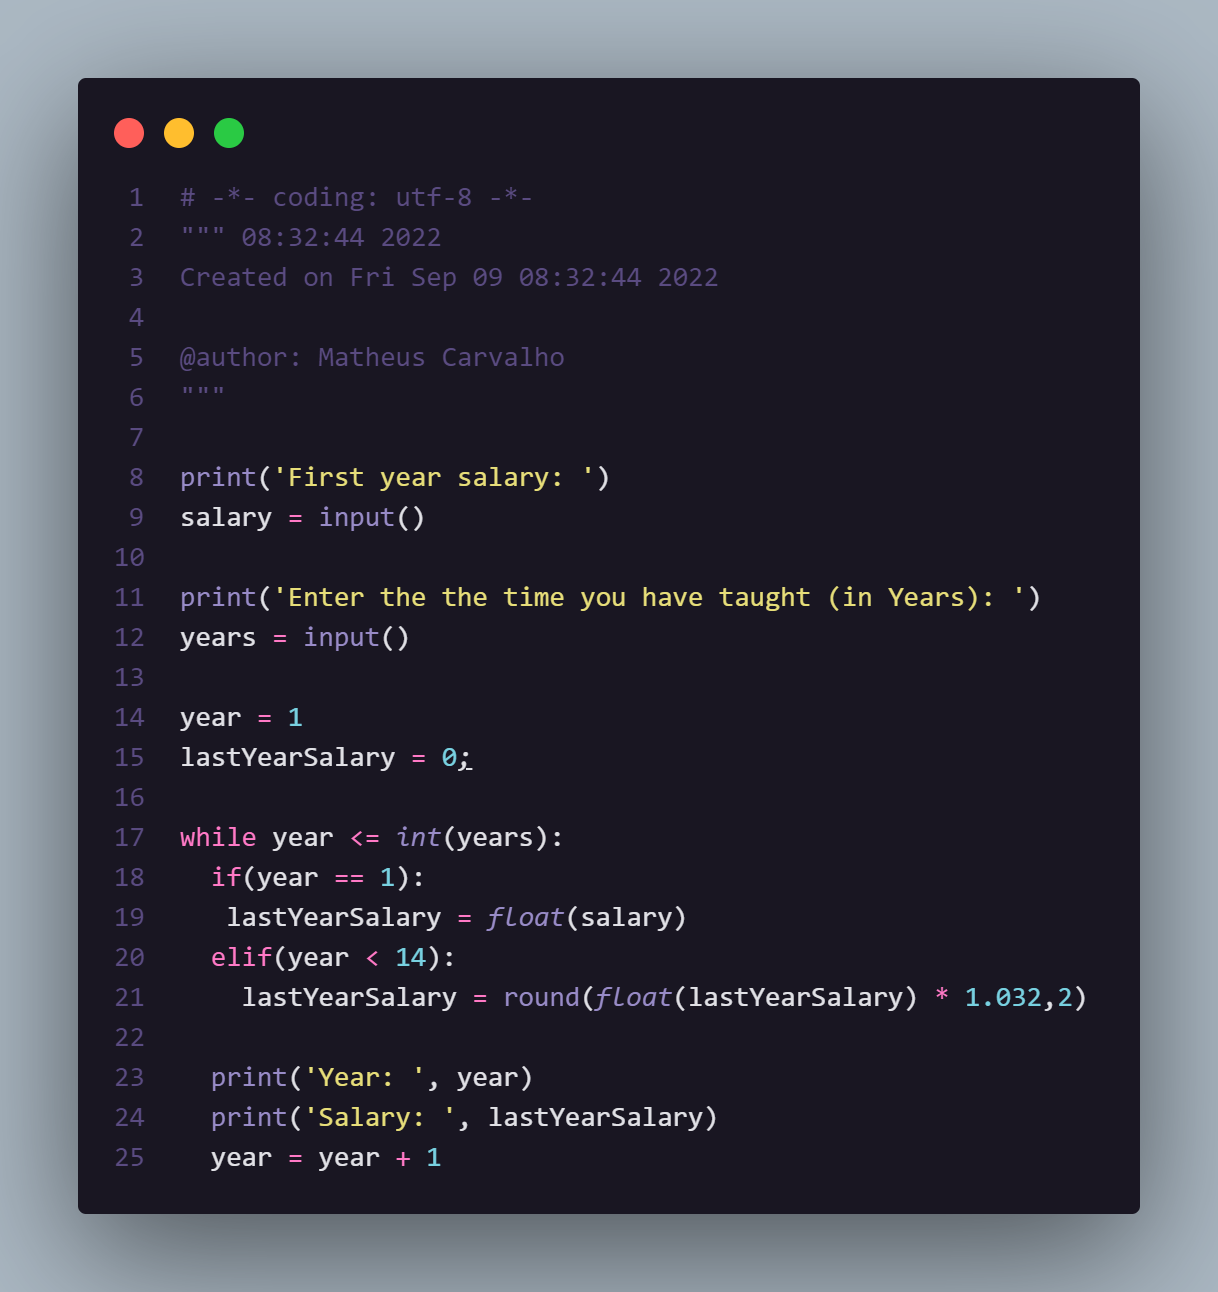 1 # -*- coding: utf-8 -*-
2 """ 08:32:44 2022
3 Created on Fri Sep 09 08:32:44 2022
4
5 @author: Matheus Carvalho
6 """
7
8 print('First year salary: ')
9 salary = input()
10
11 print('Enter the the time you have taught (in Years): ')
12 years = input()
13
14 year = 1
15 lastYearSalary = 0;
16
17 while year <= int(years):
18   if(year == 1):
19    lastYearSalary = float(salary)
20   elif(year < 14):
21     lastYearSalary = round(float(lastYearSalary) * 1.032,2)
22
23   print('Year: ', year)
24   print('Salary: ', lastYearSalary)
25   year = year + 1